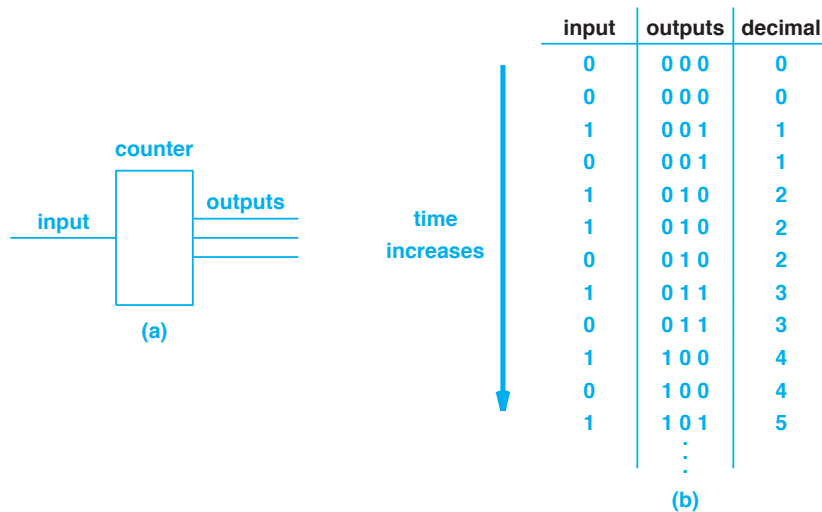 input outputs decimal
0 0 0 0 0
0 0 0 0 0
1 0 0 1 1
0 0 0 1 1
1 0 1 0 2
1 0 1 0 2
0 0 1 0 2
1 0 1 1 3
0 0 1 1 3
1 1 0 0 4
0 1 0 0 4
1 1 0 1 5
counter
input
outputs
(a)
time
increases
(b)